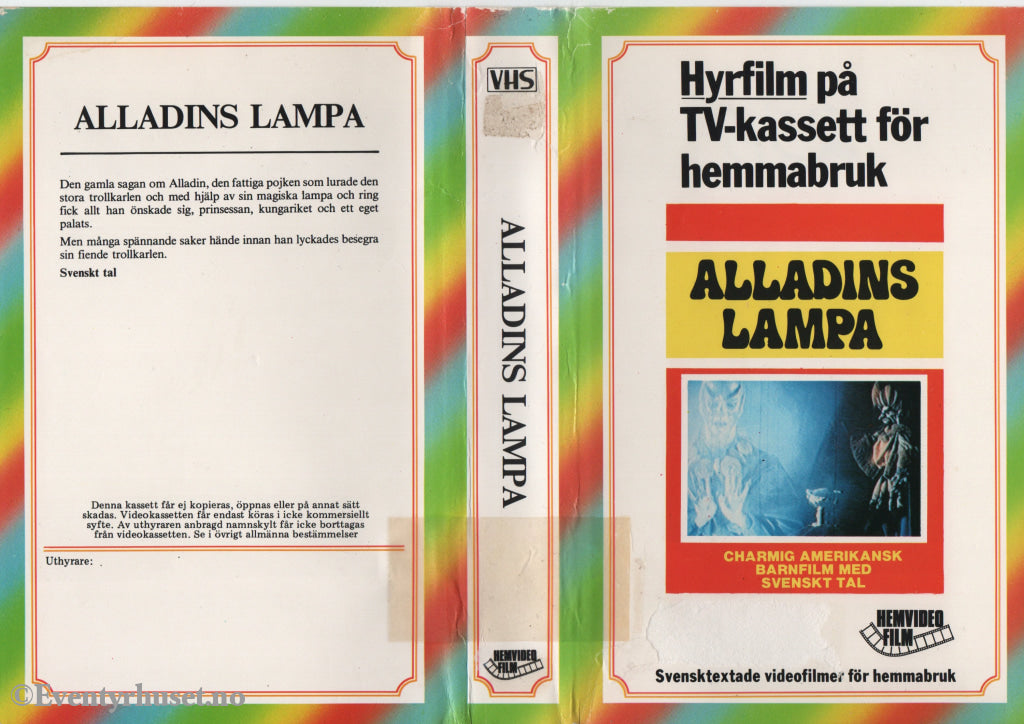 ALLADINS LAMPA
Den gamla sagan om Alladin, den fattiga pojken som lurade den
stora trollkarlen och med hjälp av sin magiska lampa och ring
fick allt han önskade sig, prinsessan, kungariket och ett eget
palats.
Men många spännande saker hände innan han lyckades besegra
sin fiende trollkarlen.
Svenskt tal
Denna kassett får ej kopieras, öppnas eller på annat sätt
skadas. Videokassetten får endast köras i icke kommersiellt
syfte. Av uthyraren anbragd namnskylt får icke borttagas
från videokassetten. Se i övrigt allmänna bestämmelser
Uthyrare:
©Eventyrhuset.no
VHS
ALLADINS LAMPA
HEMVIDEO
FILM
Hyrfilm på
TV-kassett för
hemmabruk
ALLADINS
LAMPA
CHARMIG AMERIKANSK
BARNFILM MED
SVENSKT TAL
HEMVIDEO
FILM
Svensktextade videofilmer för hemmabruk